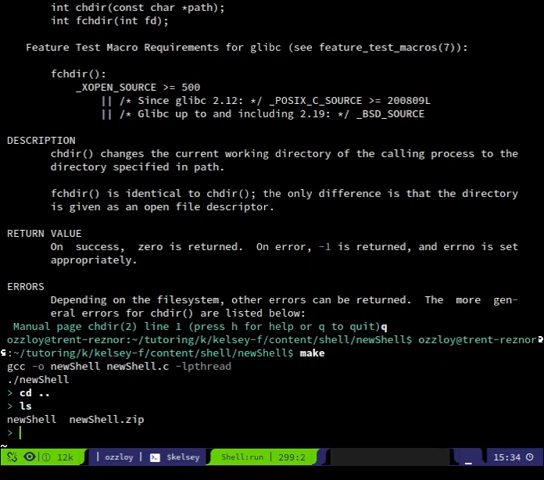 int chdir(const char *path);
int fchdir(int fd);
Feature Test Macro Requirements for glibc (see feature_test_macros(7)):
fchdir():
_XOPEN_SOURCE >= 500
|| /* Since glibc 2.12: */ _POSIX_C_SOURCE >= 200809L
|| /* Glibc up to and including 2.19: */ _BSD_SOURCE
DESCRIPTION
chdir() changes the current working directory of the calling process to the
directory specified in path.
fchdir() is identical to chdir(); the only difference is that the directory
is given as an open file descriptor.
RETURN VALUE
On success, zero is returned. On error, -1 is returned, and errno is set
appropriately.
ERRORS
Depending on the filesystem, other errors can be returned. The more gen-
eral errors for chdir() are listed below:
Manual page chdir(2) line 1 (press h for help or q to quit)q
ozzloy@trent-reznor:~/tutoring/k/kelsey-f/content/shell/newShell$ ozzloy@trent-reznor
:~/tutoring/k/kelsey-f/content/shell/newShell$ make
gcc -o newShell newShell.c -lpthread
./newShell
> cd ..
> ls
newShell newShell.zip
>
~
12k | ozzloy | $kelsey Shell:run | 299:2 15:34